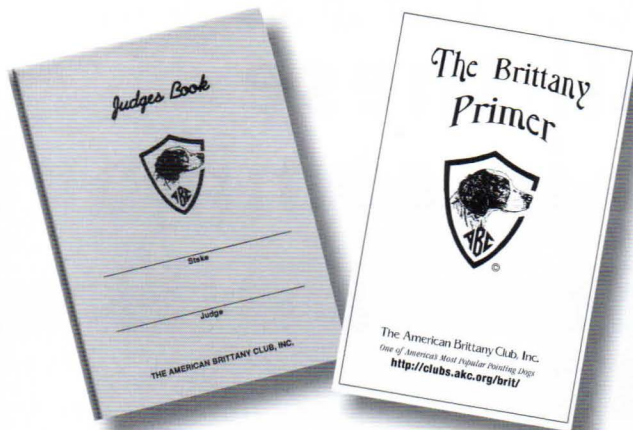 Judges Book
ABC
Stake
Judge
THE AMERICAN BRITTANY CLUB, INC.
The Brittany
Primer
ABC
©
The American Brittany Club, Inc.
One of America's Most Popular Pointing Dogs
http://clubs.akc.org/brit/